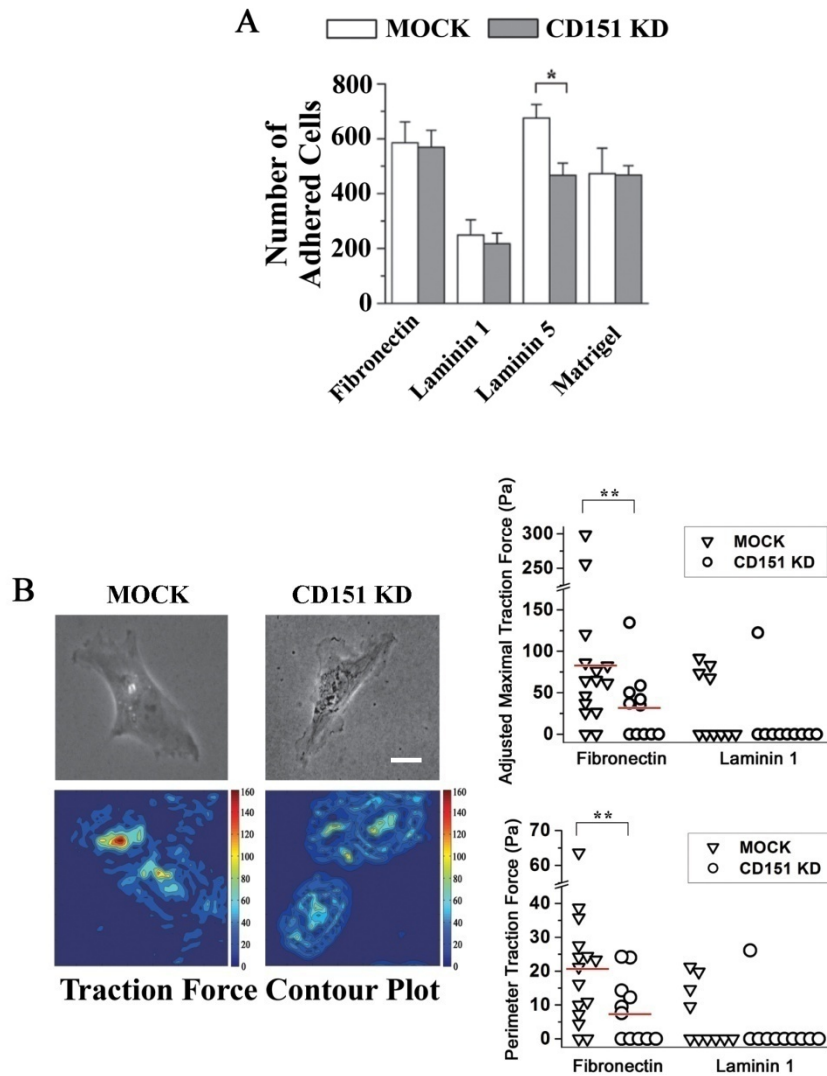 A
MOCK CD151 KD
Number of
Adhered Cells
800
600
400
200
0
*
Fibronectin
Laminin 1
Laminin 5
Matrigel
B
MOCK CD151 KD
160
140
120
100
80
60
40
20
0
160
140
120
100
80
60
40
20
0
Traction Force Contour Plot
Adjusted Maximal Traction Force (Pa)
300
250
150
100
50
0
**
MOCK
CD151 KD
Fibronectin Laminin 1
Perimeter Traction Force (Pa)
70
60
40
30
20
10
0
**
MOCK
CD151 KD
Fibronectin Laminin 1